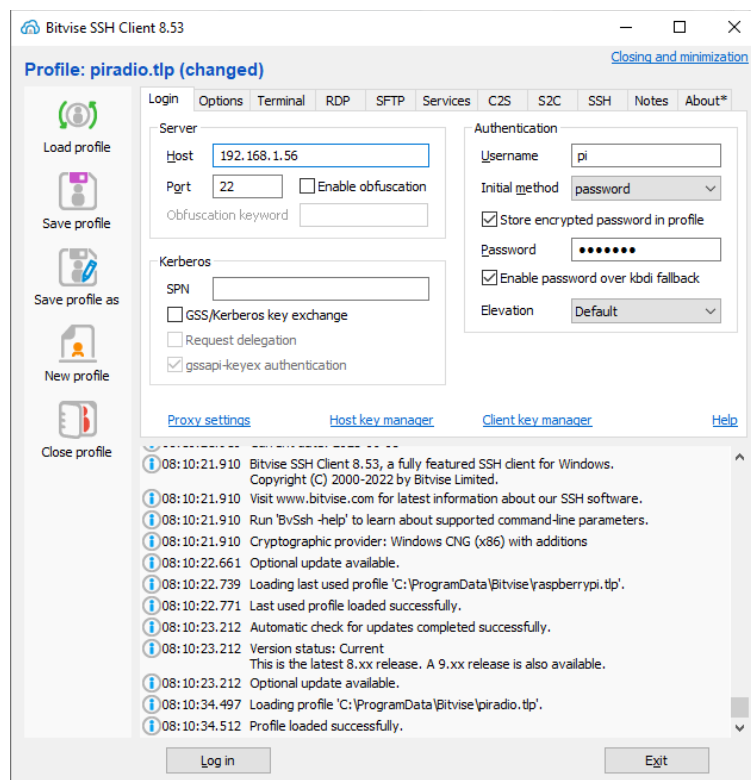 Bitvise SSH Client 8.53
Profile: piradio.tlp (changed)
Closing and minimization
Load profile
Save profile
Save profile as
New profile
Close profile
Login Options Terminal RDP SFTP Services C2S S2C SSH Notes About*
Server
Host 192.168.1.56
Port 22 Enable obfuscation
Obfuscation keyword
Kerberos
SPN
GSS/Kerberos key exchange
Request delegation
gssapi-keyex authentication
Authentication
Username pi
Initial method password
Store encrypted password in profile
Password •••••••
Enable password over kbdi fallback
Elevation Default
Proxy settings Host key manager Client key manager Help
08:10:21.910 Bitvise SSH Client 8.53, a fully featured SSH client for Windows.
Copyright (C) 2000-2022 by Bitvise Limited.
08:10:21.910 Visit www.bitvise.com for latest information about our SSH software.
08:10:21.910 Run 'BvSsh -help' to learn about supported command-line parameters.
08:10:21.910 Cryptographic provider: Windows CNG (x86) with additions
08:10:22.661 Optional update available.
08:10:22.739 Loading last used profile 'C:\ProgramData\Bitvise\raspberrypi.tlp'.
08:10:22.771 Last used profile loaded successfully.
08:10:23.212 Automatic check for updates completed successfully.
08:10:23.212 Version status: Current
This is the latest 8.xx release. A 9.xx release is also available.
08:10:23.212 Optional update available.
08:10:34.497 Loading profile 'C:\ProgramData\Bitvise\piradio.tlp'.
08:10:34.512 Profile loaded successfully.
Log in Exit